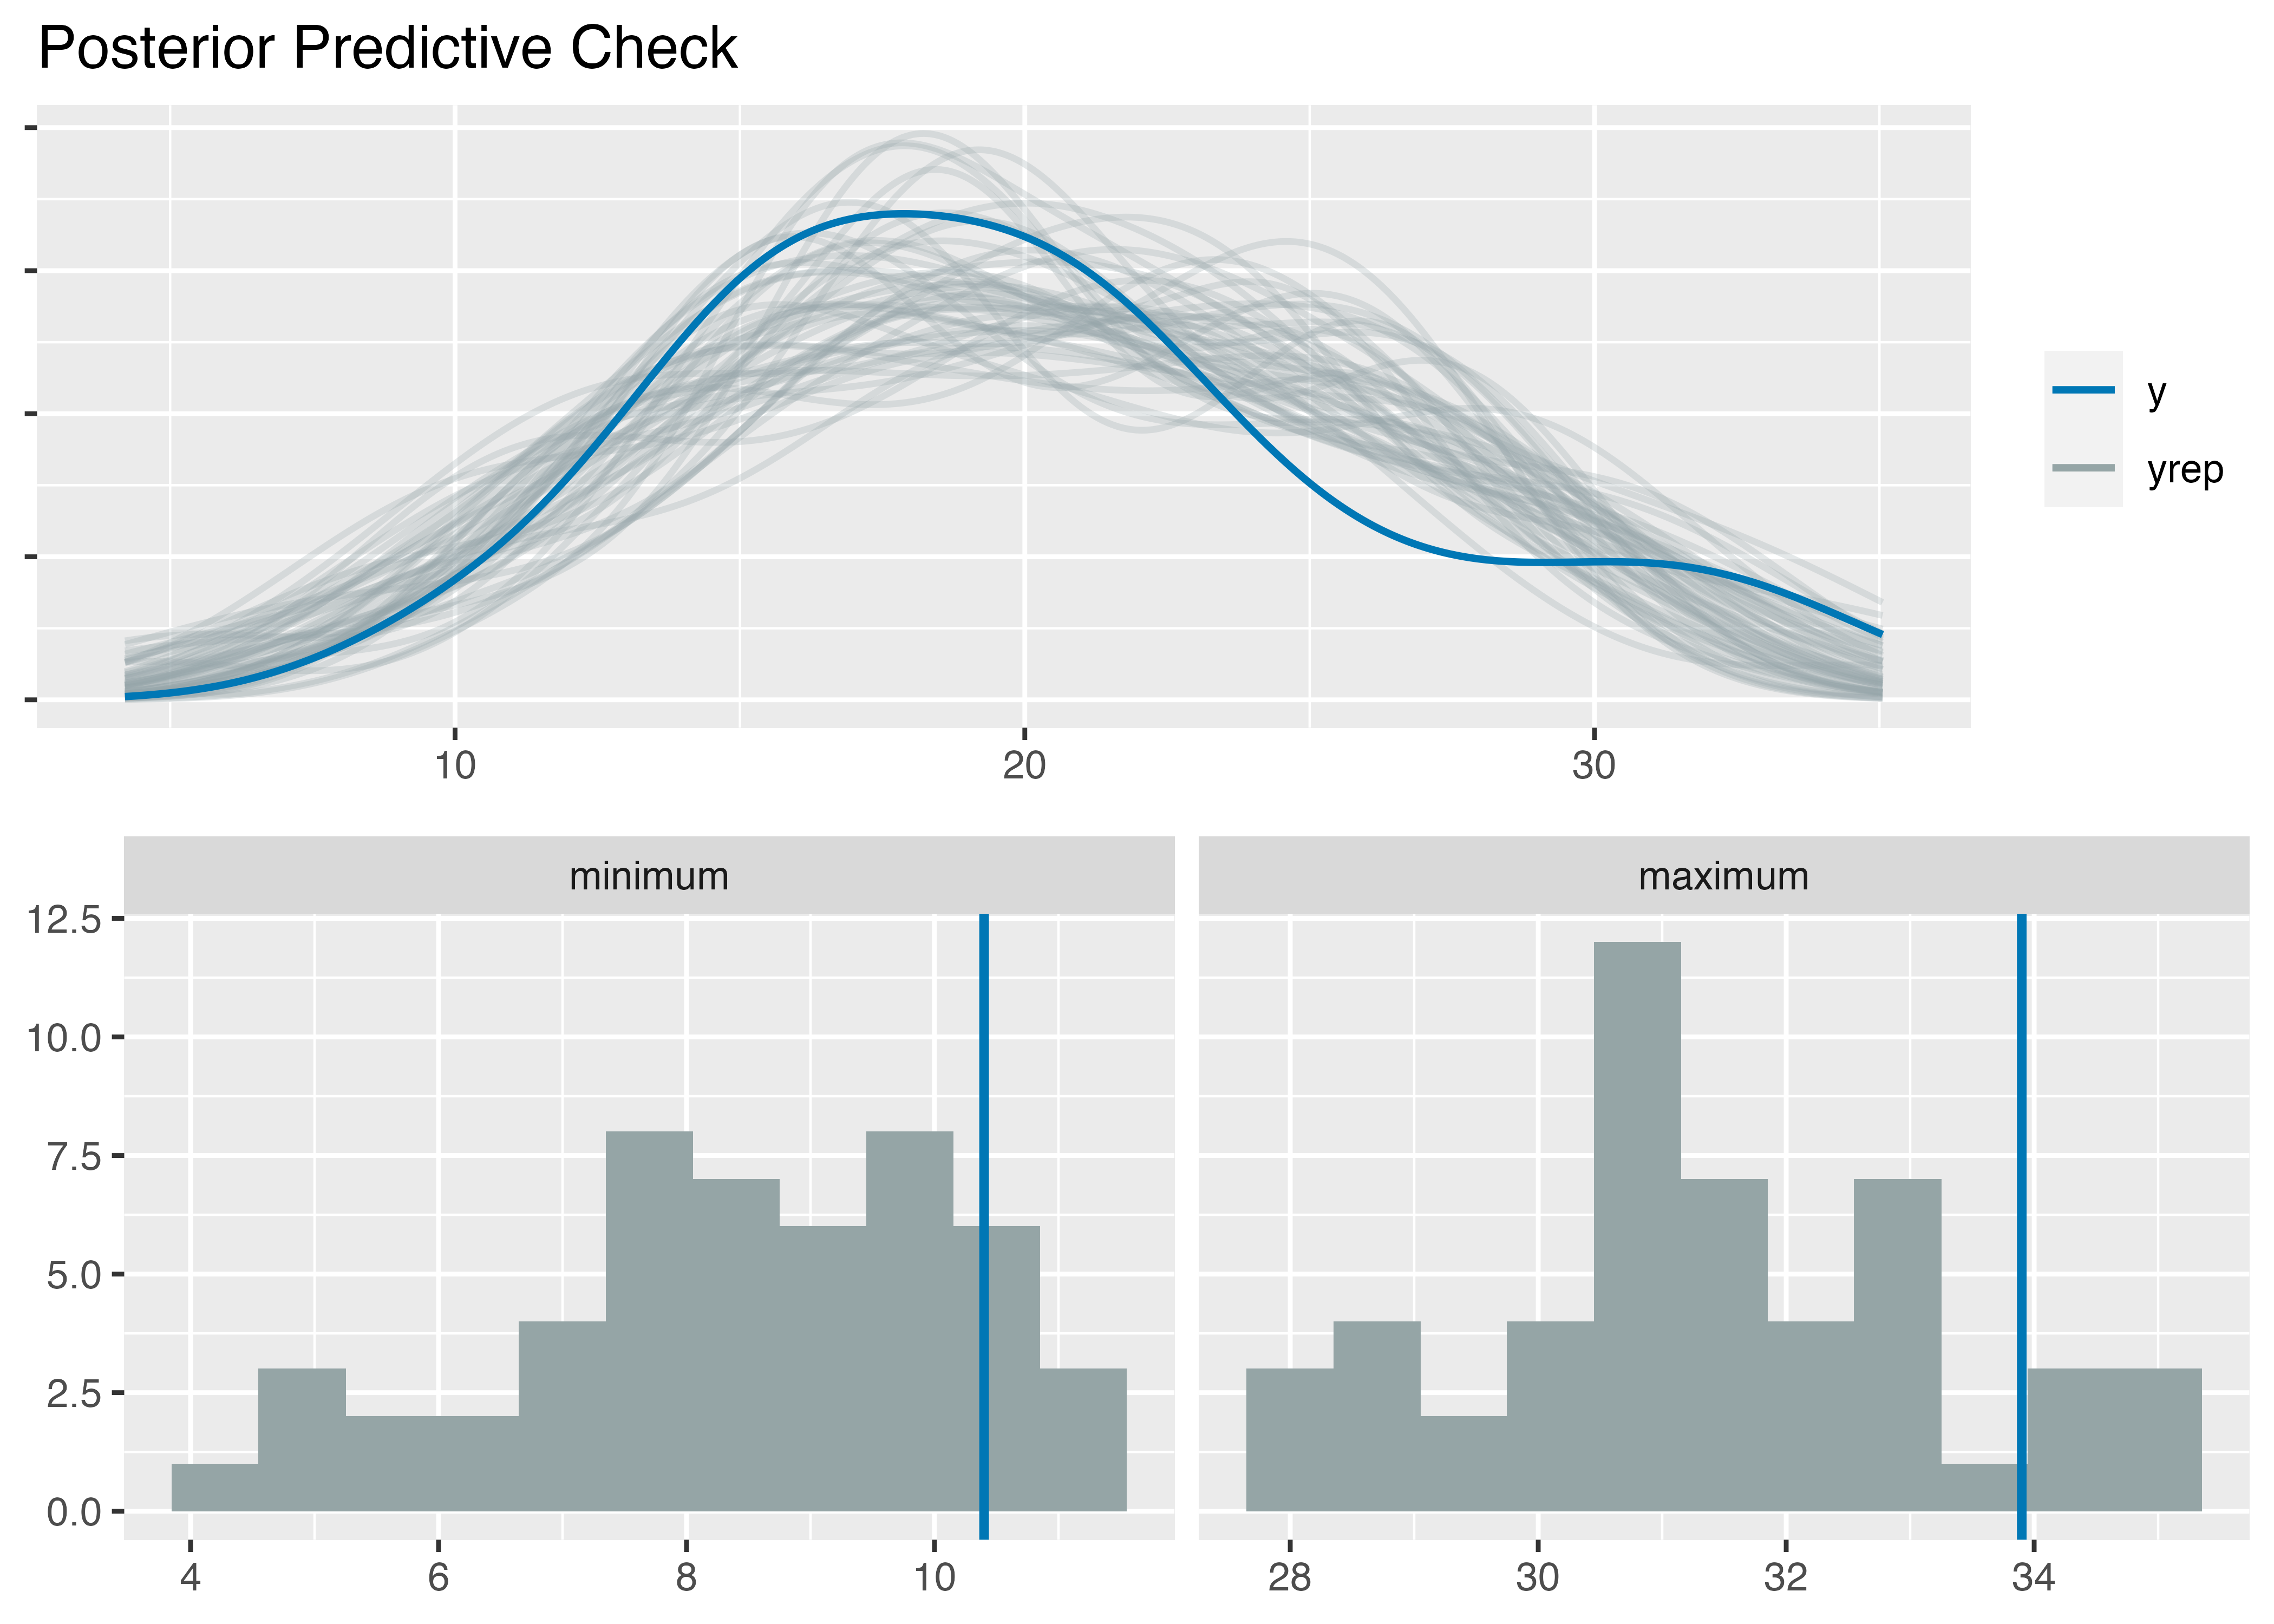 Posterior Predictive Check
y
yrep
10 20 30
minimum maximum
12.5
10.0
7.5
5.0
2.5
0.0
4 6 8 10 28 30 32 34